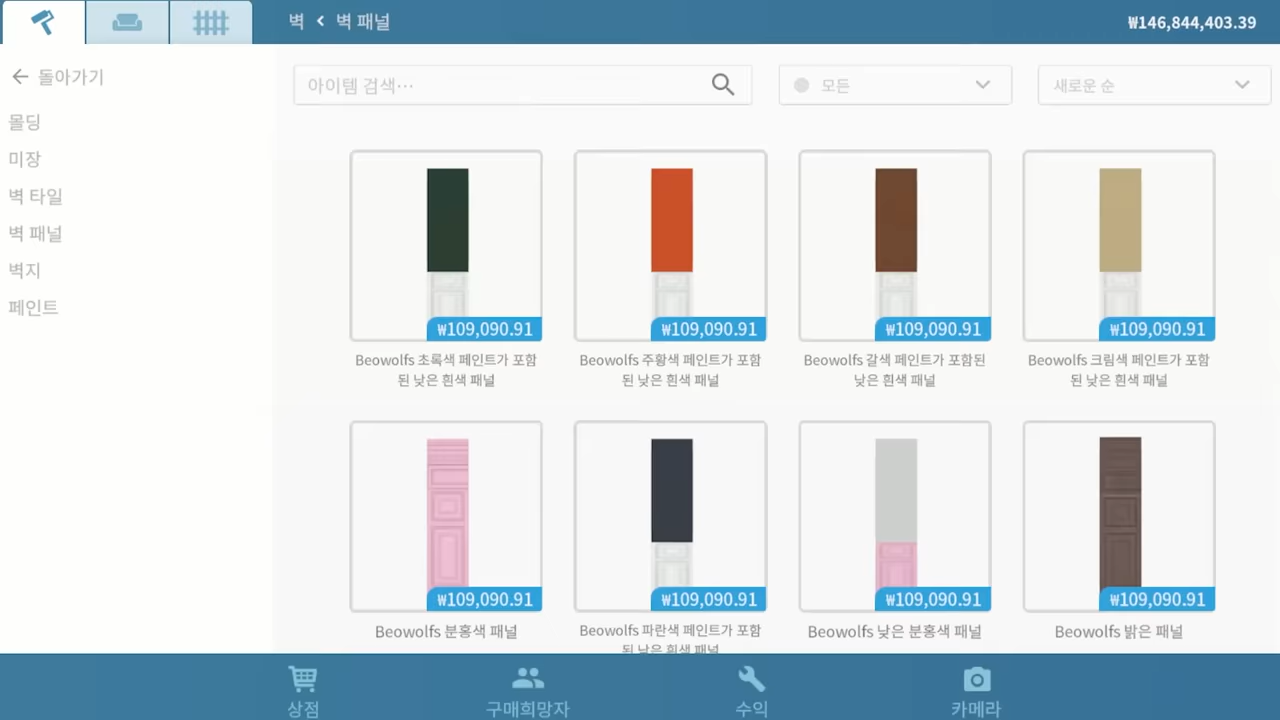 벽 < 벽 패널
₩146,844,403.39
← 돌아가기
몰딩
미장
벽 타일
벽 패널
벽지
페인트
아이템 검색…
모든
새로운 순
₩109,090.91
₩109,090.91
₩109,090.91
₩109,090.91
Beowolfs 초록색 페인트가 포함
된 낮은 흰색 패널
Beowolfs 주황색 페인트가 포함
된 낮은 흰색 패널
Beowolfs 갈색 페인트가 포함된
낮은 흰색 패널
Beowolfs 크림색 페인트가 포함
된 낮은 흰색 패널
₩109,090.91
₩109,090.91
₩109,090.91
₩109,090.91
Beowolfs 분홍색 패널
Beowolfs 파란색 페인트가 포함
된 낮은 흰색 패널
Beowolfs 낮은 분홍색 패널
Beowolfs 밝은 패널
상점
구매희망자
수익
카메라